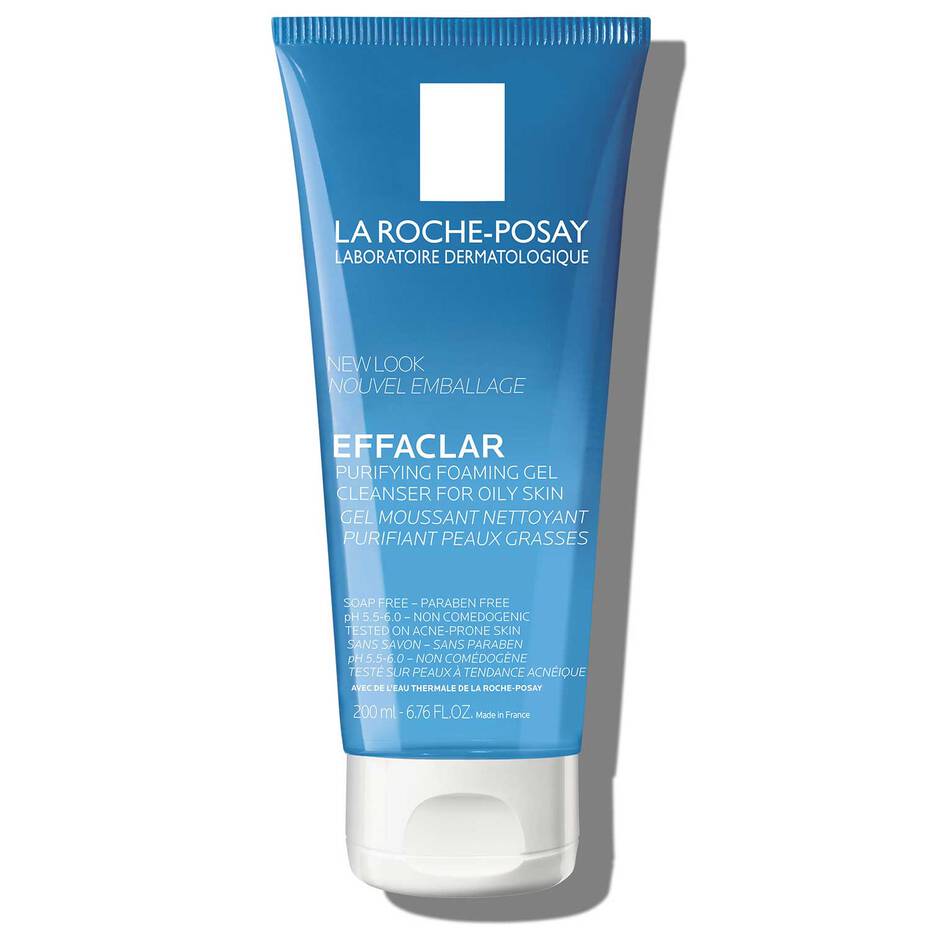 LA ROCHE-POSAY
LABORATOIRE DERMATOLOGIQUE
NEW LOOK
NOUVEL EMBALLAGE
EFFACLAR
PURIFYING FOAMING GEL
CLEANSER FOR OILY SKIN
GEL MOUSSANT NETTOYANT
PURIFIANT PEAUX GRASSES
SOAP FREE – PARABEN FREE
pH 5.5-6.0 – NON COMEDOGENIC
TESTED ON ACNE-PRONE SKIN
SANS SAVON – SANS PARABEN
pH 5.5-6.0 – NON COMÉDOGÈNE
TESTÉ SUR PEAUX À TENDANCE ACNÉIQUE
AVEC DE L'EAU THERMALE DE LA ROCHE-POSAY
200 ml - 6.76 FL.OZ. Made in France